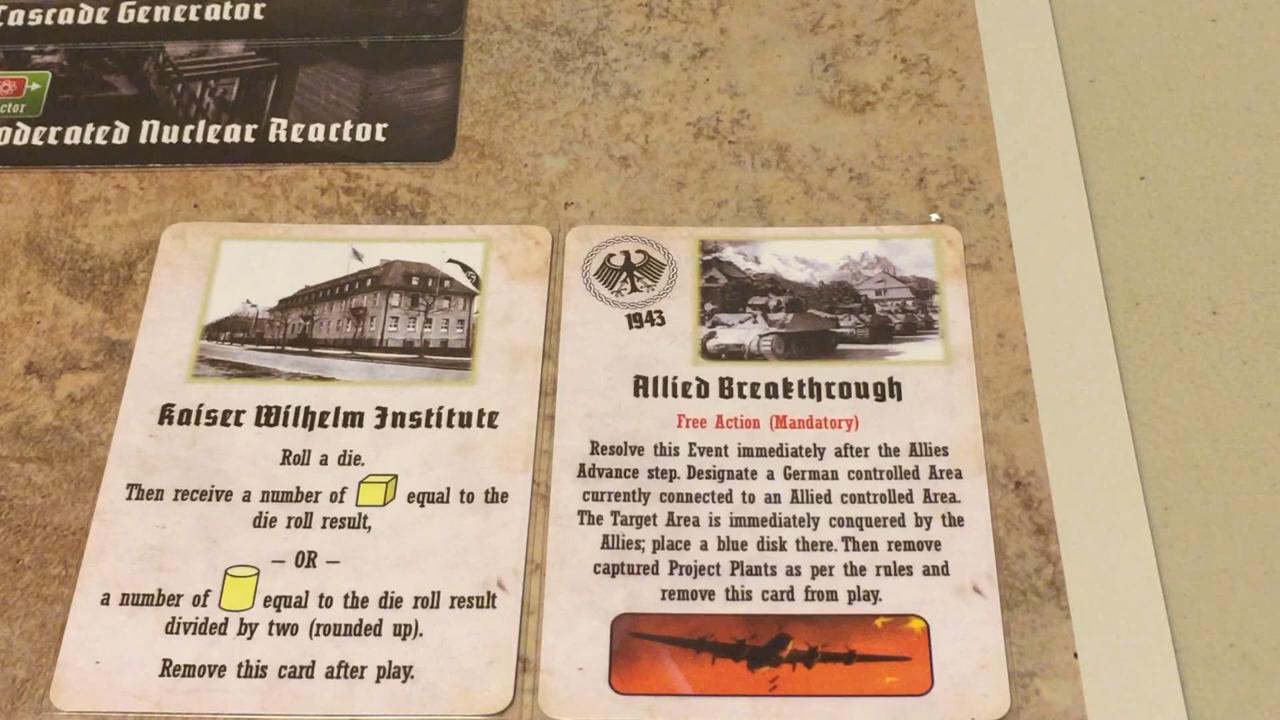 Cascade Generator
ctor
oderated Nuclear Reactor
Kaiser Wilhelm Institute
Roll a die.
Then receive a number of equal to the
die roll result,
– OR –
a number of equal to the die roll result
divided by two (rounded up).
Remove this card after play.
1943
Allied Breakthrough
Free Action (Mandatory)
Resolve this Event immediately after the Allies
Advance step. Designate a German controlled Area
currently connected to an Allied controlled Area.
The Target Area is immediately conquered by the
Allies; place a blue disk there. Then remove
captured Project Plants as per the rules and
remove this card from play.